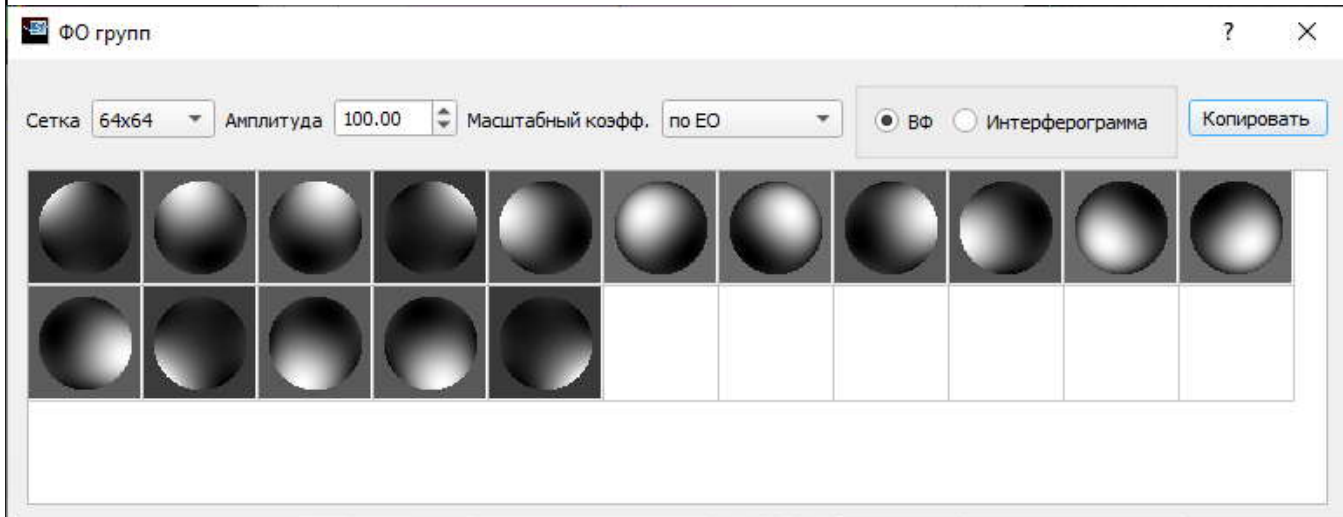 ФО групп
Сетка 64x64 Амплитуда 100.00 Масштабный коэфф. по ЕО ВФ Интерферограмма Копировать